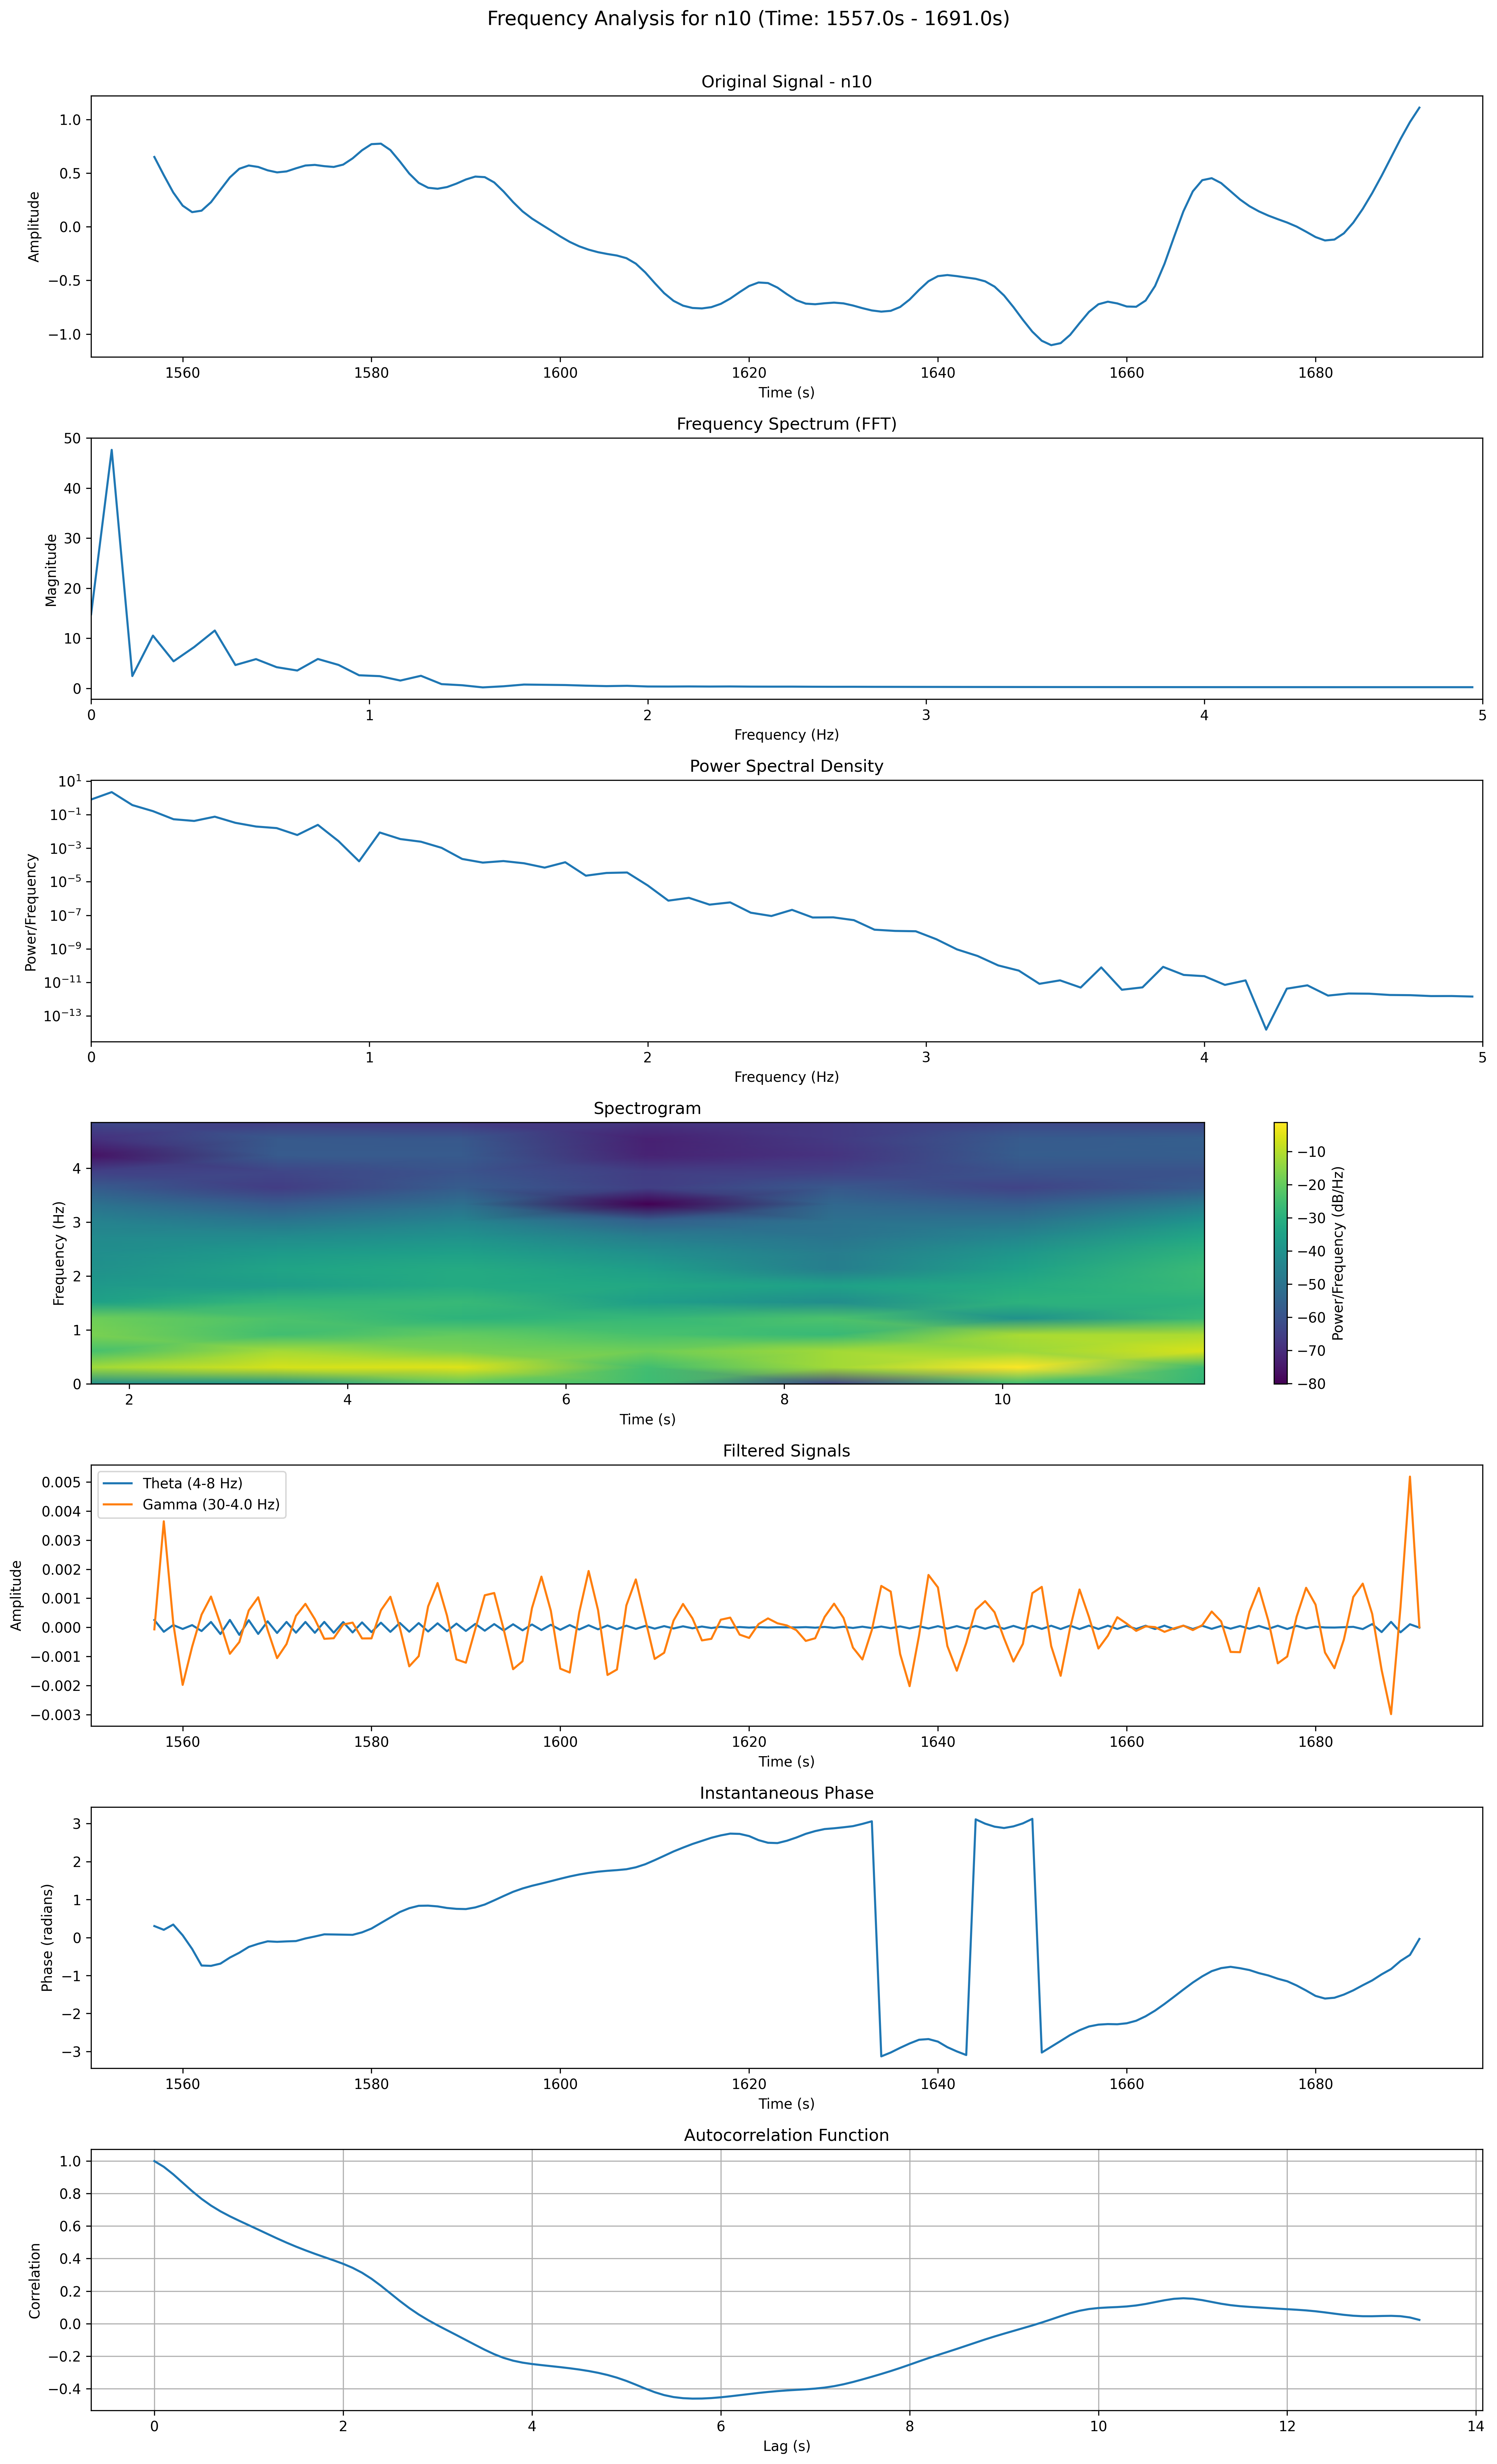 Frequency Analysis for n10 (Time: 1557.0s - 1691.0s)
Original Signal - n10
1.0
0.5
0.0
−0.5
−1.0
Amplitude
1560 1580 1600 1620 1640 1660 1680
Time (s)
Frequency Spectrum (FFT)
50
40
30
20
10
0
Magnitude
0 1 2 3 4 5
Frequency (Hz)
Power Spectral Density
10¹
10⁻¹
10⁻³
10⁻⁵
10⁻⁷
10⁻⁹
10⁻¹¹
10⁻¹³
Power/Frequency
0 1 2 3 4 5
Frequency (Hz)
Spectrogram
4
3
2
1
0
Frequency (Hz)
2 4 6 8 10
Time (s)
−10
−20
−30
−40
−50
−60
−70
−80
Power/Frequency (dB/Hz)
Filtered Signals
Theta (4-8 Hz)
Gamma (30-4.0 Hz)
0.005
0.004
0.003
0.002
0.001
0.000
−0.001
−0.002
−0.003
Amplitude
1560 1580 1600 1620 1640 1660 1680
Time (s)
Instantaneous Phase
3
2
1
0
−1
−2
−3
Phase (radians)
1560 1580 1600 1620 1640 1660 1680
Time (s)
Autocorrelation Function
1.0
0.8
0.6
0.4
0.2
0.0
−0.2
−0.4
Correlation
0 2 4 6 8 10 12 14
Lag (s)